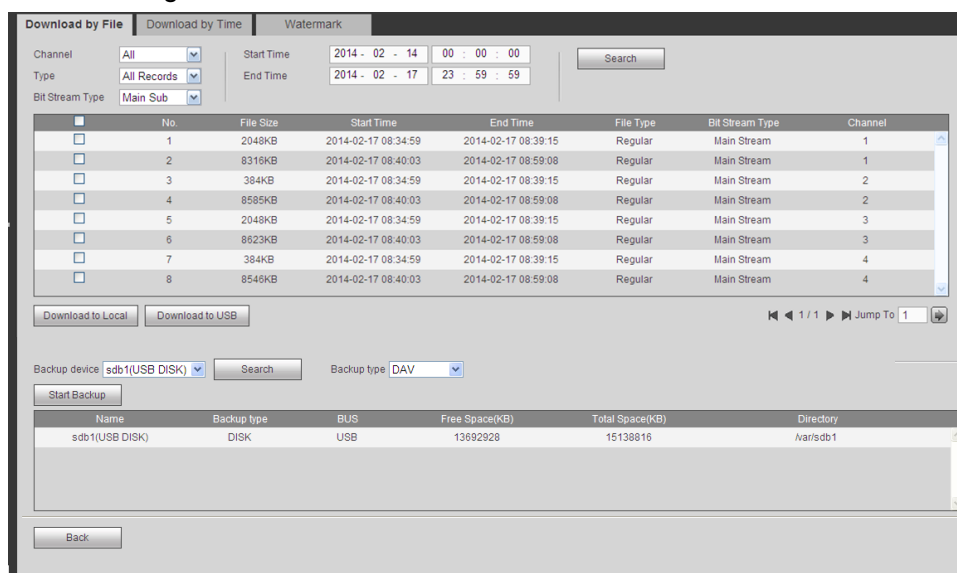 Download by File Download by Time Watermark
Channel All Start Time 2014 - 02 - 14 00 : 00 : 00 Search
Type All Records End Time 2014 - 02 - 17 23 : 59 : 59
Bit Stream Type Main Sub
No. File Size Start Time End Time File Type Bit Stream Type Channel
1 2048KB 2014-02-17 08:34:59 2014-02-17 08:39:15 Regular Main Stream 1
2 8316KB 2014-02-17 08:40:03 2014-02-17 08:59:08 Regular Main Stream 1
3 384KB 2014-02-17 08:34:59 2014-02-17 08:39:15 Regular Main Stream 2
4 8585KB 2014-02-17 08:40:03 2014-02-17 08:59:08 Regular Main Stream 2
5 2048KB 2014-02-17 08:34:59 2014-02-17 08:39:15 Regular Main Stream 3
6 8623KB 2014-02-17 08:40:03 2014-02-17 08:59:08 Regular Main Stream 3
7 384KB 2014-02-17 08:34:59 2014-02-17 08:39:15 Regular Main Stream 4
8 8546KB 2014-02-17 08:40:03 2014-02-17 08:59:08 Regular Main Stream 4
Download to Local Download to USB 1 / 1 Jump To 1
Backup device sdb1(USB DISK) Search Backup type DAV
Start Backup
Name Backup type BUS Free Space(KB) Total Space(KB) Directory
sdb1(USB DISK) DISK USB 13692928 15138816 /var/sdb1
Back